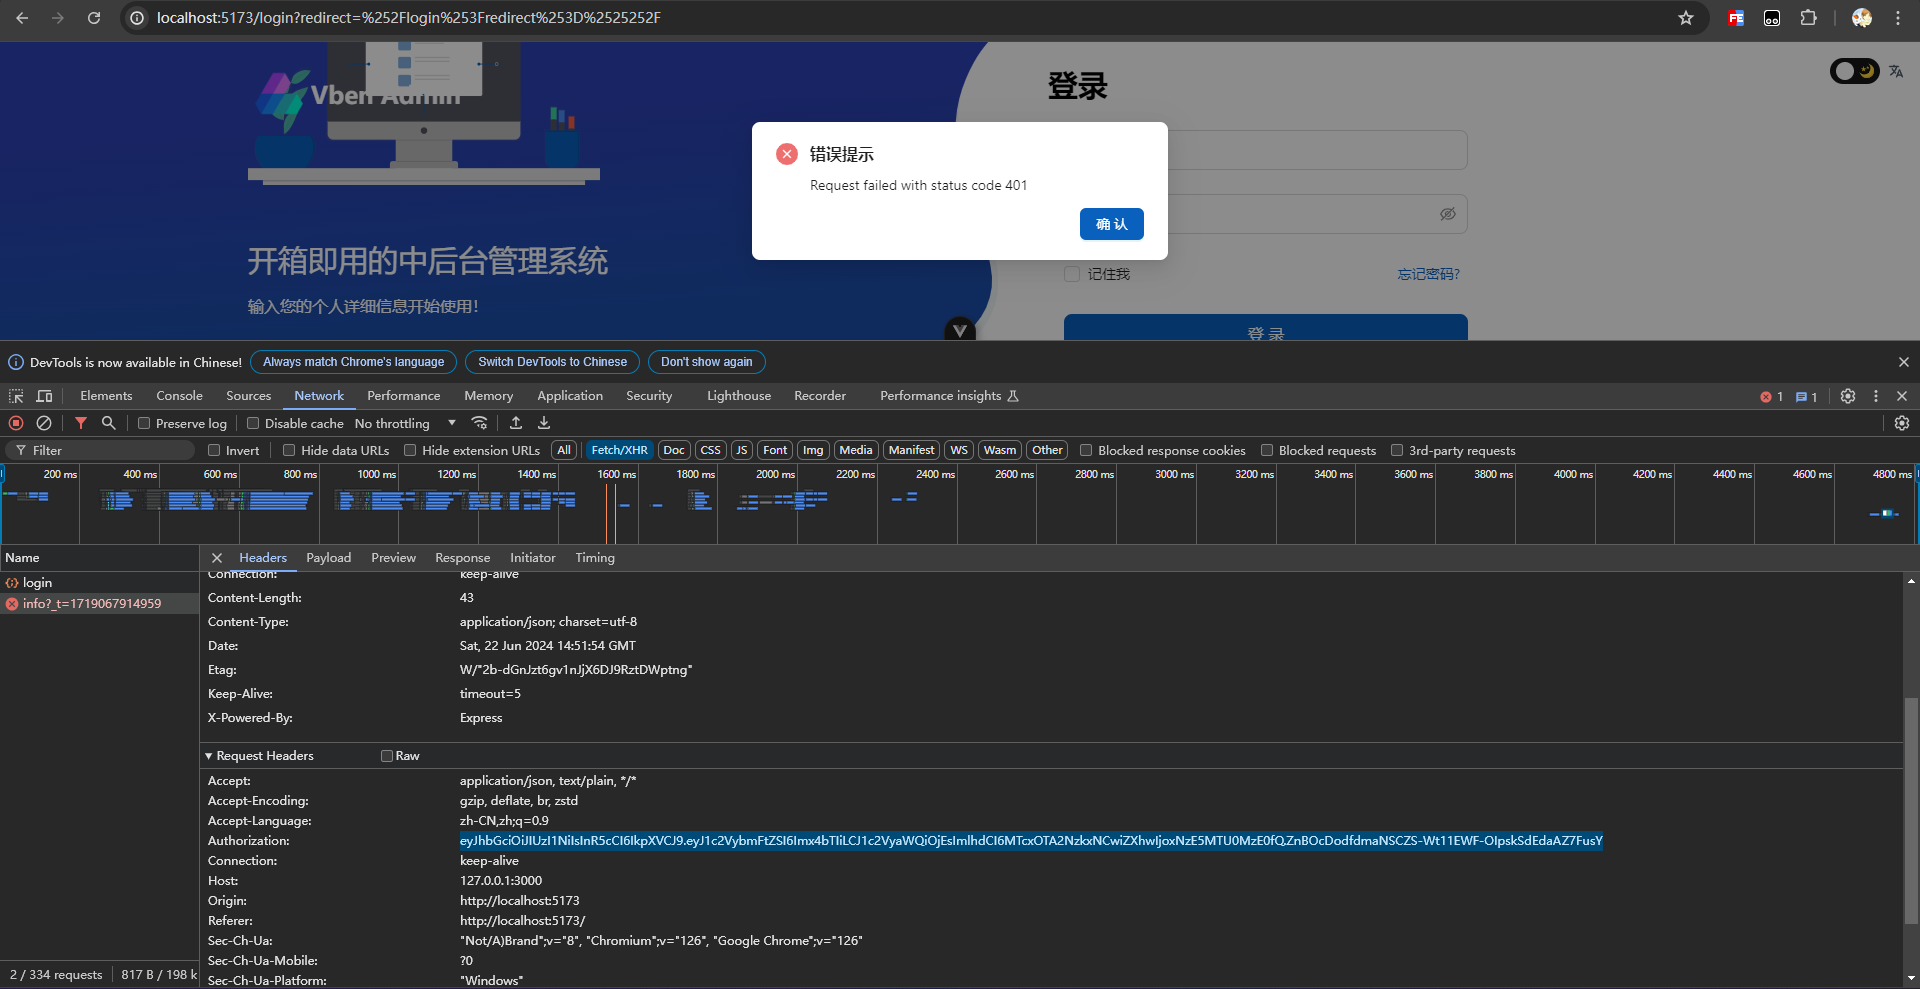 localhost:5173/login?redirect=%252Flogin%253Fredirect%253D%2525252F
Vben Admin
登录
错误提示
Request failed with status code 401
确 认
开箱即用的中后台管理系统
记住我
忘记密码?
输入您的个人详细信息开始使用!
登 录
DevTools is now available in Chinese!
Always match Chrome's language
Switch DevTools to Chinese
Don't show again
Elements
Console
Sources
Network
Performance
Memory
Application
Security
Lighthouse
Recorder
Performance insights
1
1
Preserve log
Disable cache
No throttling
Filter
Invert
Hide data URLs
Hide extension URLs
All
Fetch/XHR
Doc
CSS
JS
Font
Img
Media
Manifest
WS
Wasm
Other
Blocked response cookies
Blocked requests
3rd-party requests
200 ms
400 ms
600 ms
800 ms
1000 ms
1200 ms
1400 ms
1600 ms
1800 ms
2000 ms
2200 ms
2400 ms
2600 ms
2800 ms
3000 ms
3200 ms
3400 ms
3600 ms
3800 ms
4000 ms
4200 ms
4400 ms
4600 ms
4800 ms
Name
login
info?_t=1719067914959
2 / 334 requests
817 B / 198 k
Headers
Payload
Preview
Response
Initiator
Timing
Connection: keep-alive
Content-Length: 43
Content-Type: application/json; charset=utf-8
Date: Sat, 22 Jun 2024 14:51:54 GMT
Etag: W/"2b-dGnJzt6gv1nJjX6DJ9RztDWptng"
Keep-Alive: timeout=5
X-Powered-By: Express
Request Headers
Raw
Accept: application/json, text/plain, */*
Accept-Encoding: gzip, deflate, br, zstd
Accept-Language: zh-CN,zh;q=0.9
Authorization: eyJhbGciOiJIUzI1NiIsInR5cCI6IkpXVCJ9.eyJ1c2VybmFtZSI6Imx4bTIiLCJ1c2VyaWQiOjEsImlhdCI6MTcxOTA2NzkxNCwiZXhwIjoxNzE5MTU0MzE0fQ.ZnBOcDodfdmaNSCZS-Wt11EWF-OIpskSdEdaAZ7FusY
Connection: keep-alive
Host: 127.0.0.1:3000
Origin: http://localhost:5173
Referer: http://localhost:5173/
Sec-Ch-Ua: "Not/A)Brand";v="8", "Chromium";v="126", "Google Chrome";v="126"
Sec-Ch-Ua-Mobile: ?0
Sec-Ch-Ua-Platform: "Windows"